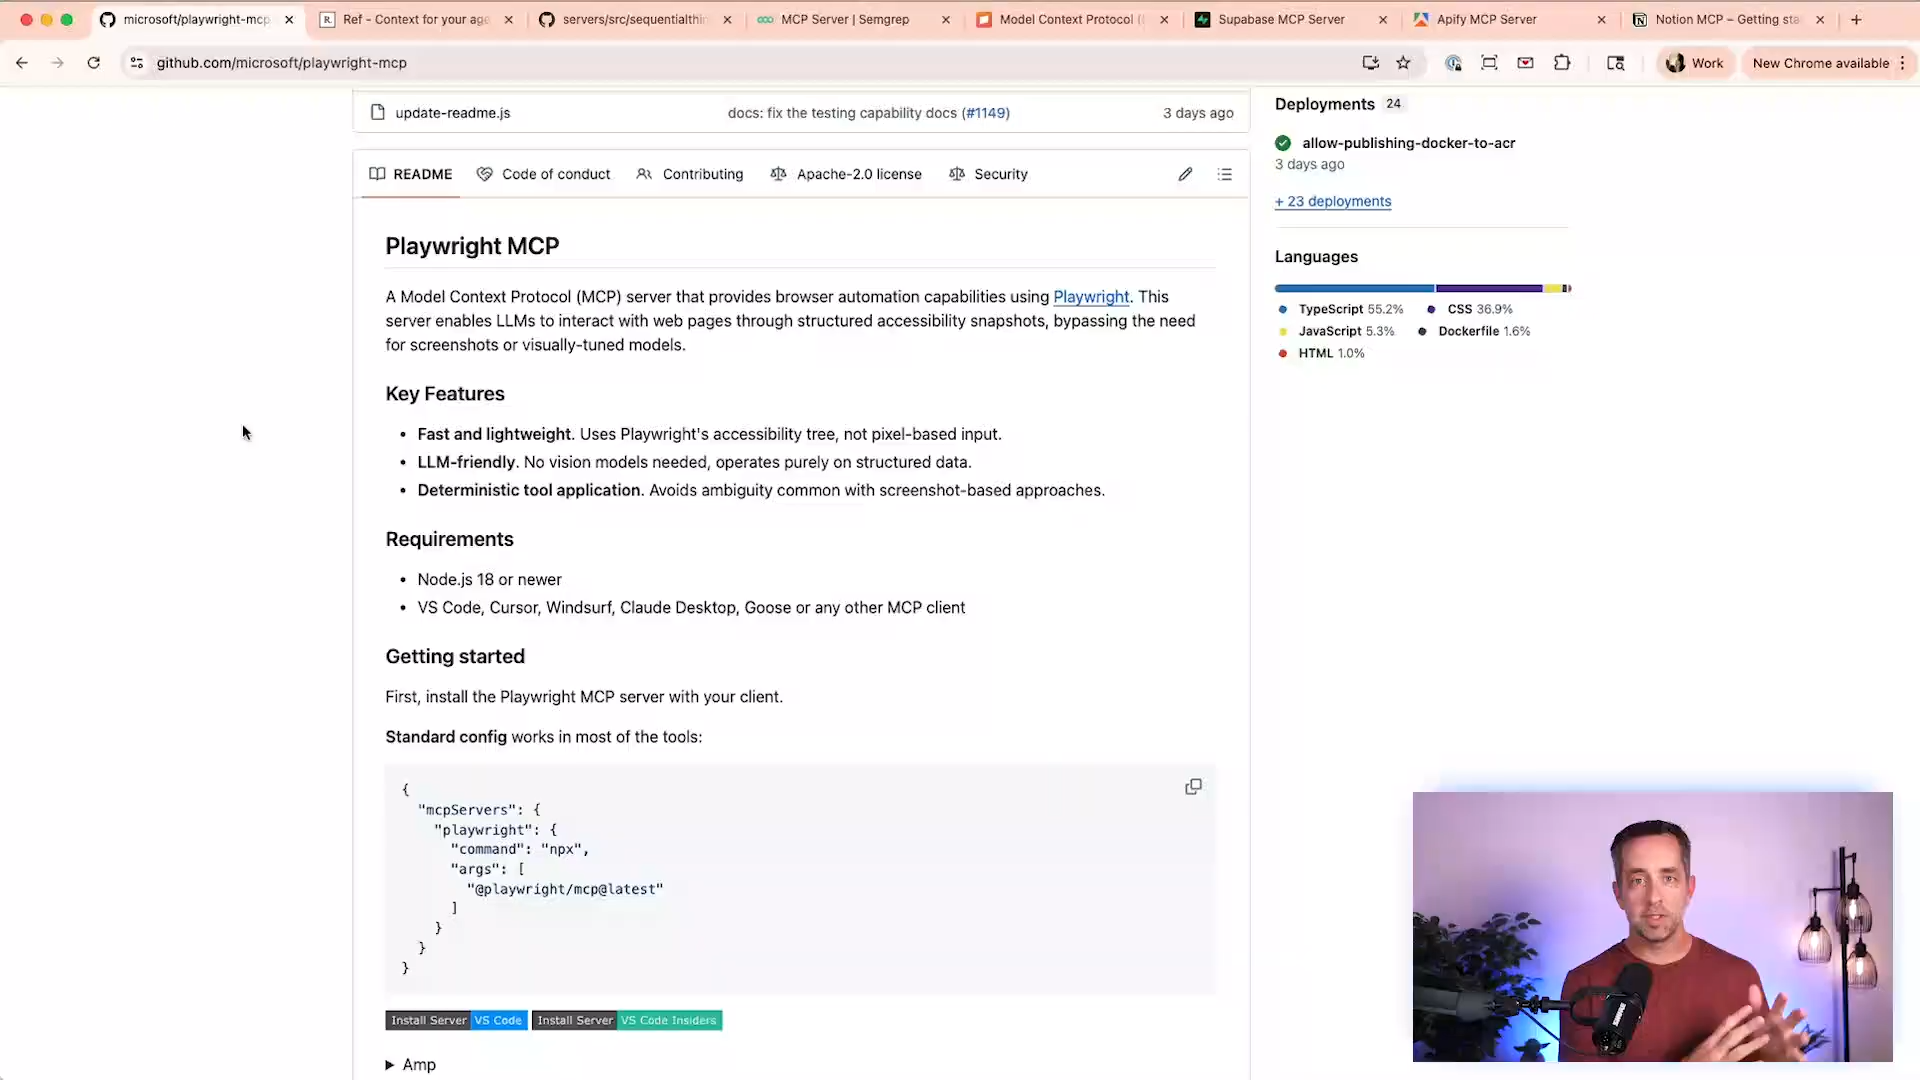 microsoft/playwright-mcp
Ref - Context for your age
servers/src/sequentialthin
MCP Server | Semgrep
Model Context Protocol (
Supabase MCP Server
Apify MCP Server
Notion MCP – Getting sta
github.com/microsoft/playwright-mcp
Work
New Chrome available
update-readme.js
docs: fix the testing capability docs (#1149)
3 days ago
README
Code of conduct
Contributing
Apache-2.0 license
Security
Playwright MCP
A Model Context Protocol (MCP) server that provides browser automation capabilities using Playwright. This
server enables LLMs to interact with web pages through structured accessibility snapshots, bypassing the need
for screenshots or visually-tuned models.
Key Features
• Fast and lightweight. Uses Playwright's accessibility tree, not pixel-based input.
• LLM-friendly. No vision models needed, operates purely on structured data.
• Deterministic tool application. Avoids ambiguity common with screenshot-based approaches.
Requirements
• Node.js 18 or newer
• VS Code, Cursor, Windsurf, Claude Desktop, Goose or any other MCP client
Getting started
First, install the Playwright MCP server with your client.
Standard config works in most of the tools:
{
"mcpServers": {
"playwright": {
"command": "npx",
"args": [
"@playwright/mcp@latest"
]
}
}
}
Install Server VS Code
Install Server VS Code Insiders
Amp
Deployments 24
allow-publishing-docker-to-acr
3 days ago
+ 23 deployments
Languages
TypeScript 55.2%
CSS 36.9%
JavaScript 5.3%
Dockerfile 1.6%
HTML 1.0%